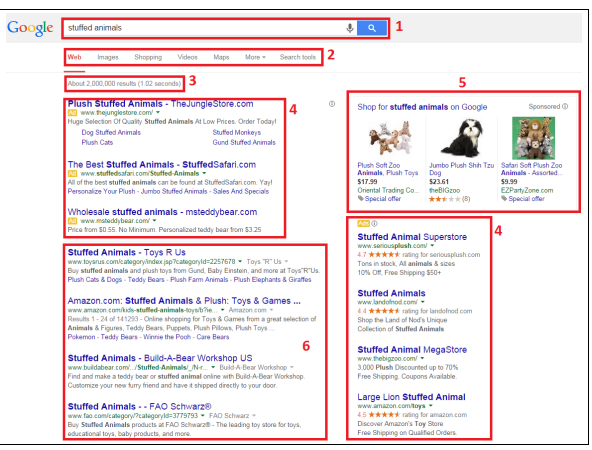 Google stuffed animals 1
Web Images Shopping Videos Maps More Search tools 2
About 2,000,000 results (1.02 seconds) 3
4
Plush Stuffed Animals - TheJungleStore.com
Ad www.thejunglestore.com/
Huge Selection Of Quality Stuffed Animals At Low Prices. Order Today!
Dog Stuffed Animals Stuffed Monkeys
Plush Cats Gund Stuffed Animals
The Best Stuffed Animals - StuffedSafari.com
Ad www.stuffedsafari.com/Stuffed-Animals
All of the best stuffed animals can be found at StuffedSafari.com. Yay!
Personalize Your Plush - Jumbo Stuffed Animals - Sales And Specials
Wholesale stuffed animals - msteddybear.com
Ad www.msteddybear.com/
Price from $0.55. No Minimum. Personalized teddy bear from $3.25
Stuffed Animals - Toys R Us
www.toysrus.com/category/index.jsp?categoryId=2257678 Toys "R" Us
Buy stuffed animals and plush toys from Gund, Baby Einstein, and more at Toys"R"Us.
Plush Cats & Dogs - Teddy Bears - Plush Farm Animals - Plush Elephants & Giraffes
Amazon.com: Stuffed Animals & Plush: Toys & Games ...
www.amazon.com/kids-stuffed-animals-toys/b?ie... Amazon.com
Results 1 - 24 of 141293 - Online shopping for Toys & Games from a great selection of
Animals & Figures, Teddy Bears, Puppets, Plush Pillows, Plush Toys ...
Pokemon - Teddy Bears - Winnie the Pooh - Care Bears
6
Stuffed Animals - Build-A-Bear Workshop US
www.buildabear.com/.../Stuffed-Animals/_/N-r... Build-A-Bear Workshop
Find and make a teddy bear or stuffed animal online with Build-A-Bear Workshop.
Customize your new furry friend and have it shipped directly to your door.
Stuffed Animals - - FAO Schwarz®
www.fao.com/category/?categoryId=3779793 FAO Schwarz
Buy Stuffed Animals products at FAO Schwarz® - The leading toy store for toys,
educational toys, baby products, and more.
5
Shop for stuffed animals on Google Sponsored
Plush Soft Zoo
Animals, Plush Toys
$17.99
Oriental Trading Co...
Special offer
Jumbo Plush Shih Tzu
Dog
$23.61
theBIGzoo
(8)
Safari Soft Plush Zoo
Animals - Assorted...
$9.99
EZPartyZone.com
Special offer
4
Ads
Stuffed Animal Superstore
www.seriousplush.com/
4.7 rating for seriousplush.com
Tons in stock, All animals & sizes
10% Off, Free Shipping $50+
Stuffed Animals
www.landofnod.com/
Shop the Land of Nod's Unique
Collection of Stuffed Animals
Stuffed Animal MegaStore
www.thebigzoo.com/
3,000 Plush Discounted up to 70%
Free Shipping .Coupons Available.
Large Lion Stuffed Animal
www.amazon.com/toys
4.5 rating for amazon.com
Discover Amazon's Toy Store
Free Shipping on Qualified Orders.